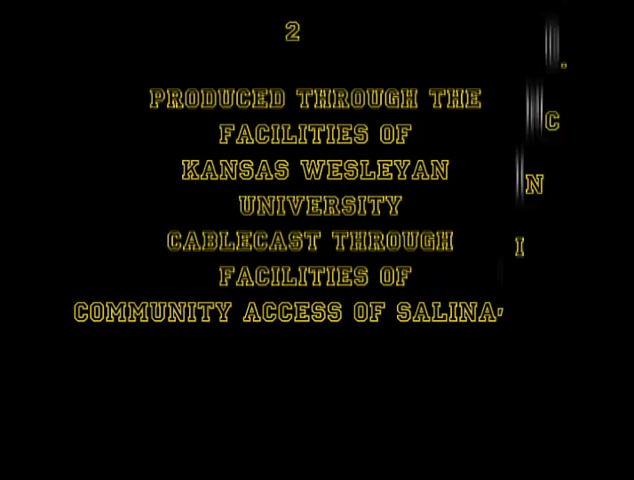 2
PRODUCED THROUGH THE
FACILITIES OF
KANSAS WESLEYAN
UNIVERSITY
CABLECAST THROUGH
FACILITIES OF
COMMUNITY ACCESS OF SALINA,
I
N
C
.